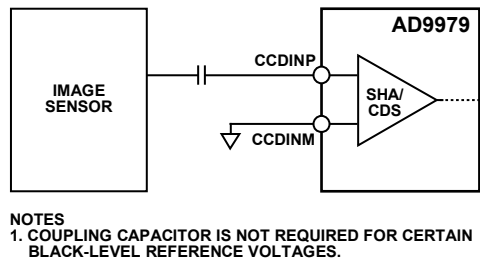 AD9979
CCDINP
IMAGE
SENSOR
SHA/
CDS
CCDINM
NOTES
1. COUPLING CAPACITOR IS NOT REQUIRED FOR CERTAIN
BLACK-LEVEL REFERENCE VOLTAGES.